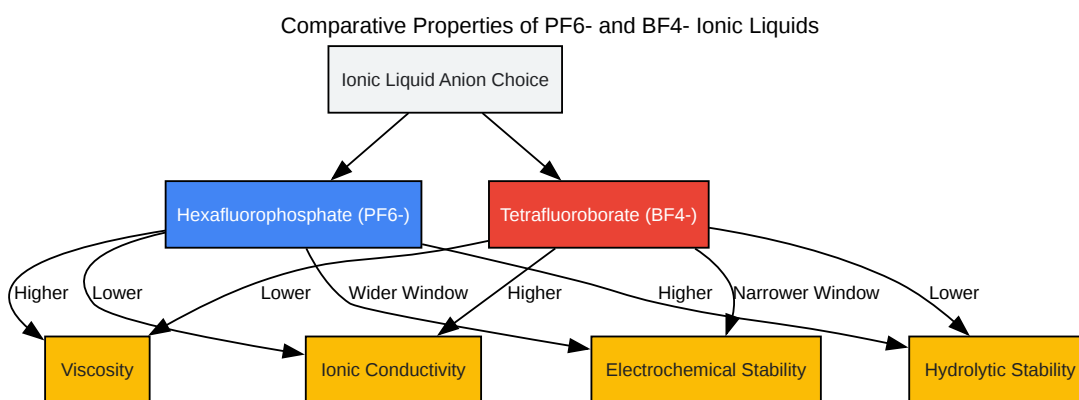 Comparative Properties of PF6- and BF4- Ionic Liquids
Ionic Liquid Anion Choice
Hexafluorophosphate (PF6-)
Tetrafluoroborate (BF4-)
Higher
Lower
Wider Window
Lower
Higher
Higher
Narrower Window
Lower
Viscosity
Ionic Conductivity
Electrochemical Stability
Hydrolytic Stability